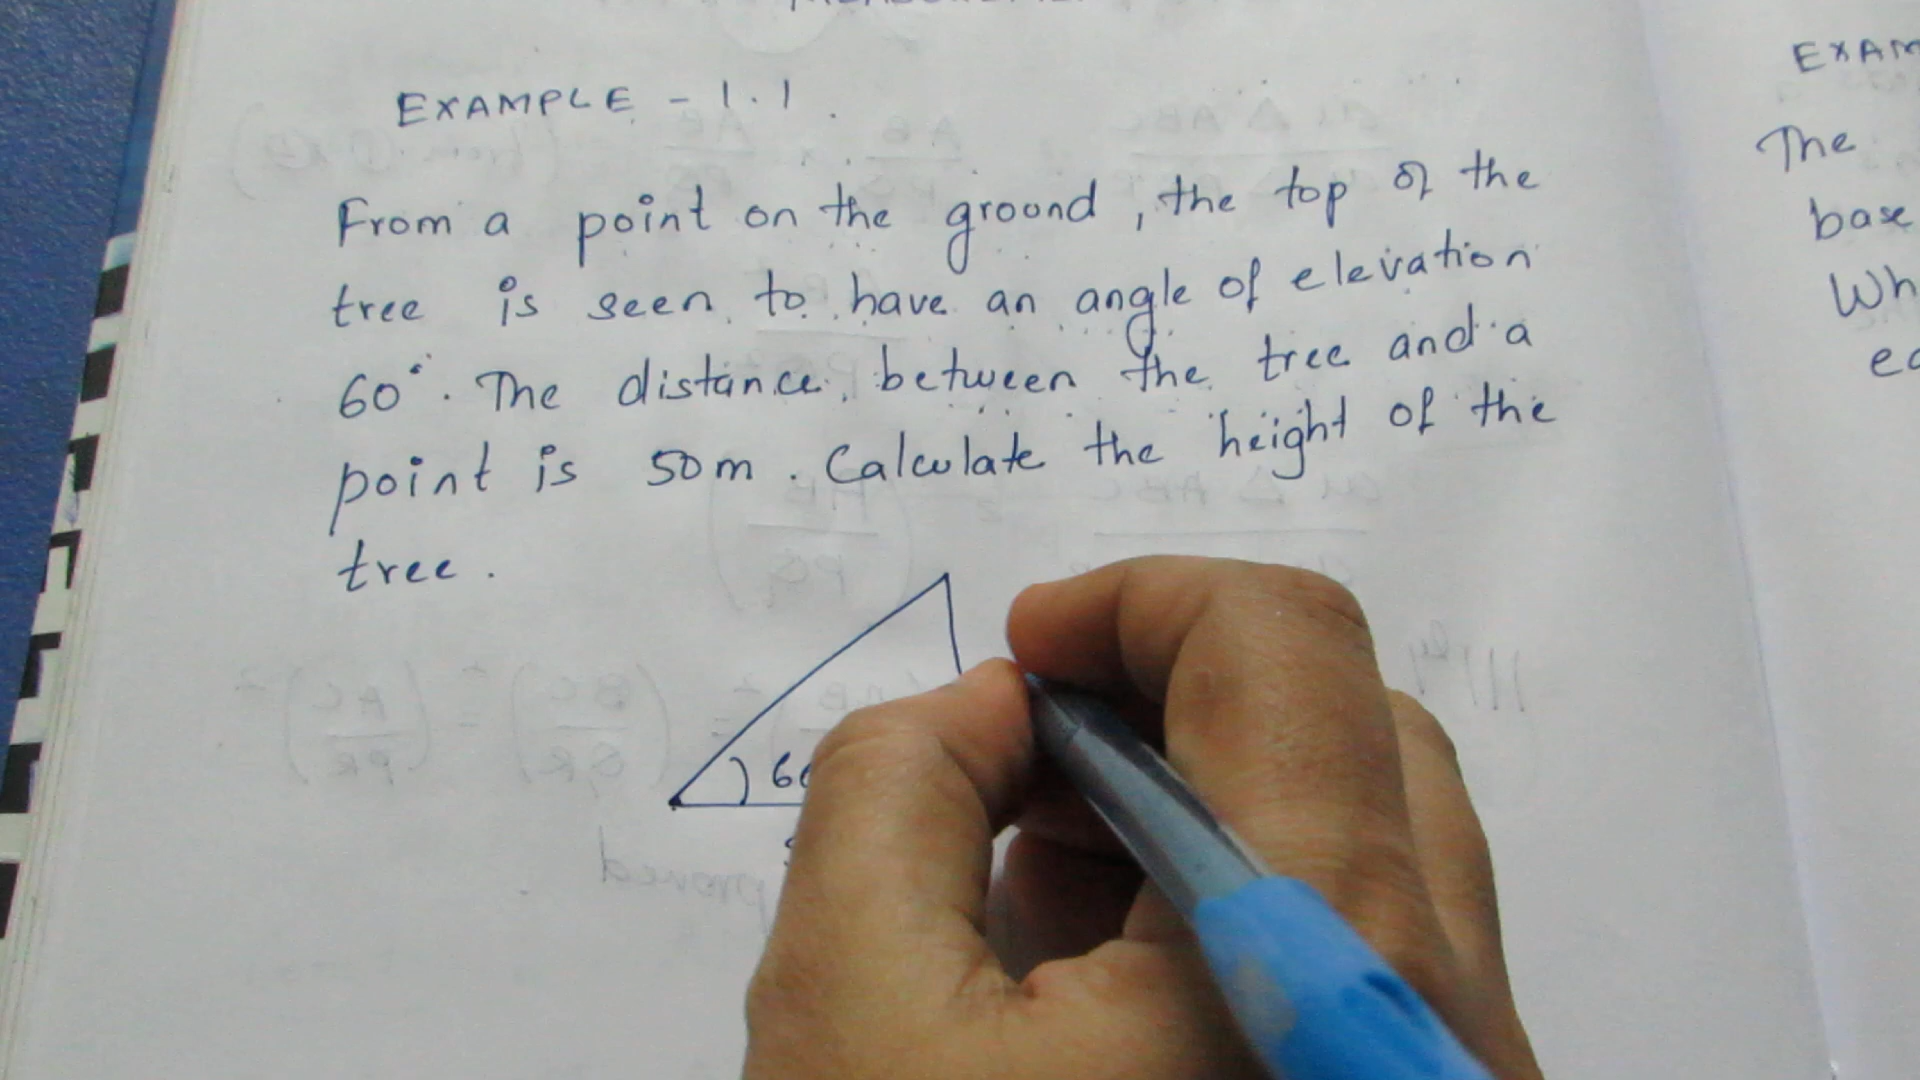 EXAMPLE - 1.1
From a point on the ground, the top of the
tree is seen to have an angle of elevation
60°. The distance between the tree and a
point is 50m. Calculate the height of the
tree.
EXAM
The
base
Wh